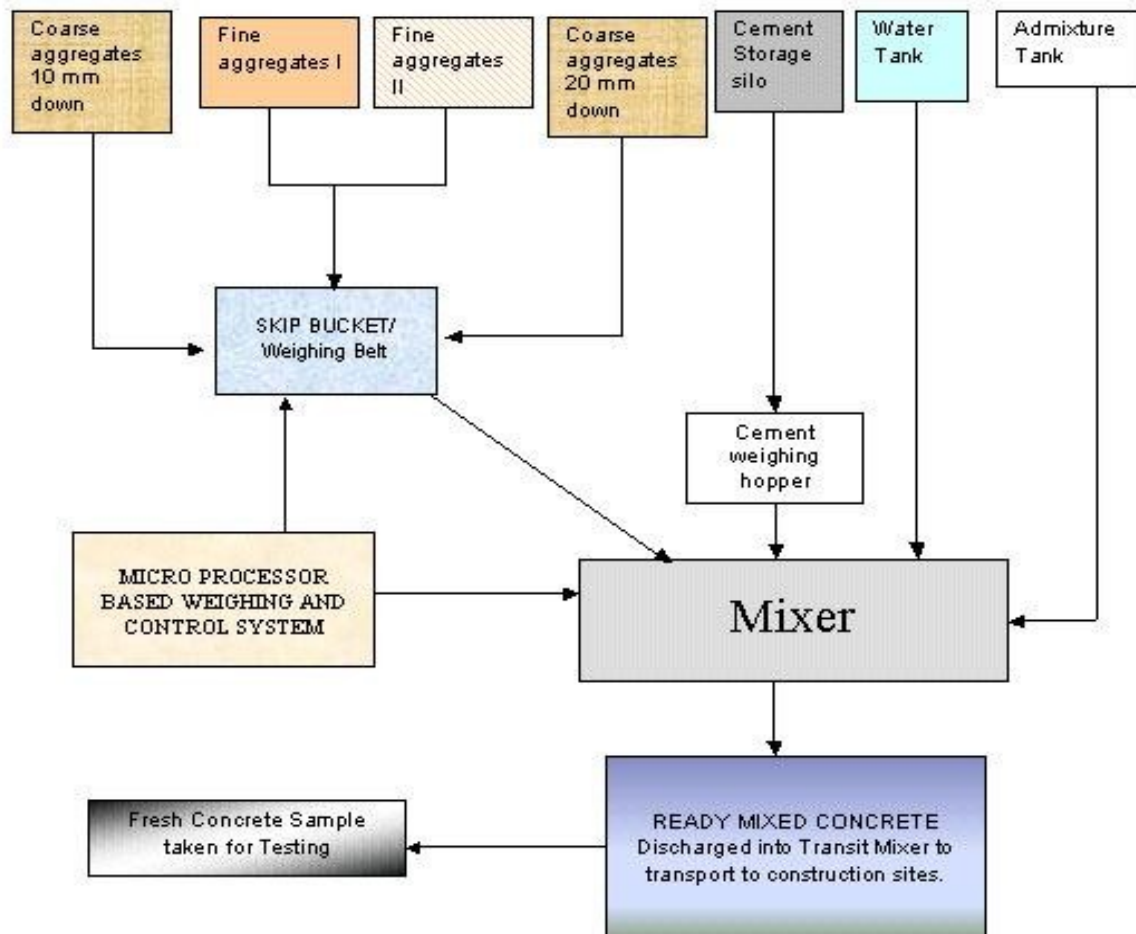 Coarse
aggregates
10 mm
down
Fine
aggregates I
Fine
aggregates
II
Coarse
aggregates
20 mm
down
Cement
Storage
silo
Water
Tank
Admixture
Tank
SKIP BUCKET/
Weighing Belt
Cement
weighing
hopper
MICRO PROCESSOR
BASED WEIGHING AND
CONTROL SYSTEM
Mixer
Fresh Concrete Sample
taken for Testing
READY MIXED CONCRETE
Discharged into Transit Mixer to
transport to construction sites.